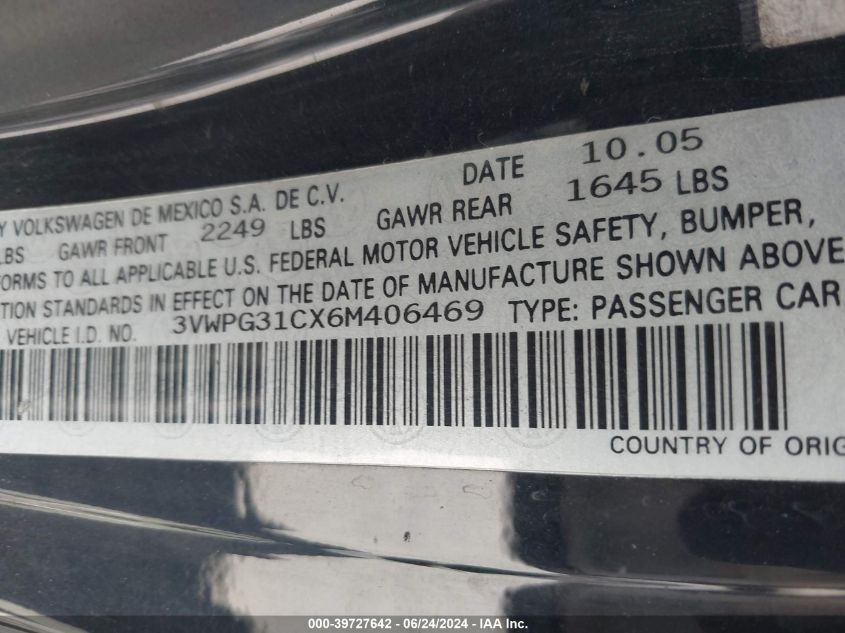 Y VOLKSWAGEN DE MEXICO S.A. DE C.V. DATE 10.05
LBS GAWR FRONT 2249 LBS GAWR REAR 1645 LBS
FORMS TO ALL APPLICABLE U.S. FEDERAL MOTOR VEHICLE SAFETY, BUMPER,
TION STANDARDS IN EFFECT ON THE DATE OF MANUFACTURE SHOWN ABOVE
VEHICLE I.D. NO. 3VWPG31CX6M406469 TYPE: PASSENGER CAR
COUNTRY OF ORIG
000-39727642 - 06/24/2024 - IAA Inc.